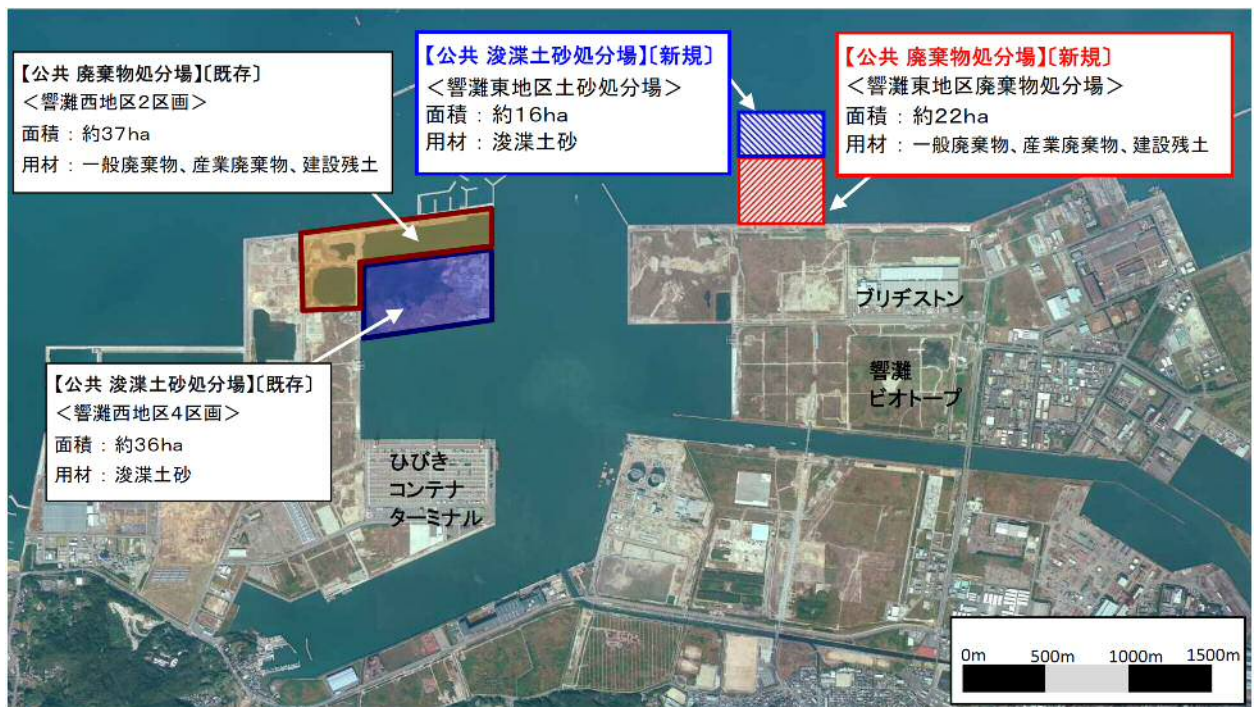 【公共 廃棄物処分場】〔既存〕
＜響灘西地区2区画＞
面積：約37ha
用材：一般廃棄物、産業廃棄物、建設残土
【公共 浚渫土砂処分場】〔新規〕
＜響灘東地区土砂処分場＞
面積：約16ha
用材：浚渫土砂
【公共 廃棄物処分場】〔新規〕
＜響灘東地区廃棄物処分場＞
面積：約22ha
用材：一般廃棄物、産業廃棄物、建設残土
ブリヂストン
響灘
ビオトープ
【公共 浚渫土砂処分場】〔既存〕
＜響灘西地区4区画＞
面積：約36ha
用材：浚渫土砂
ひびき
コンテナ
ターミナル
0m 500m 1000m 1500m